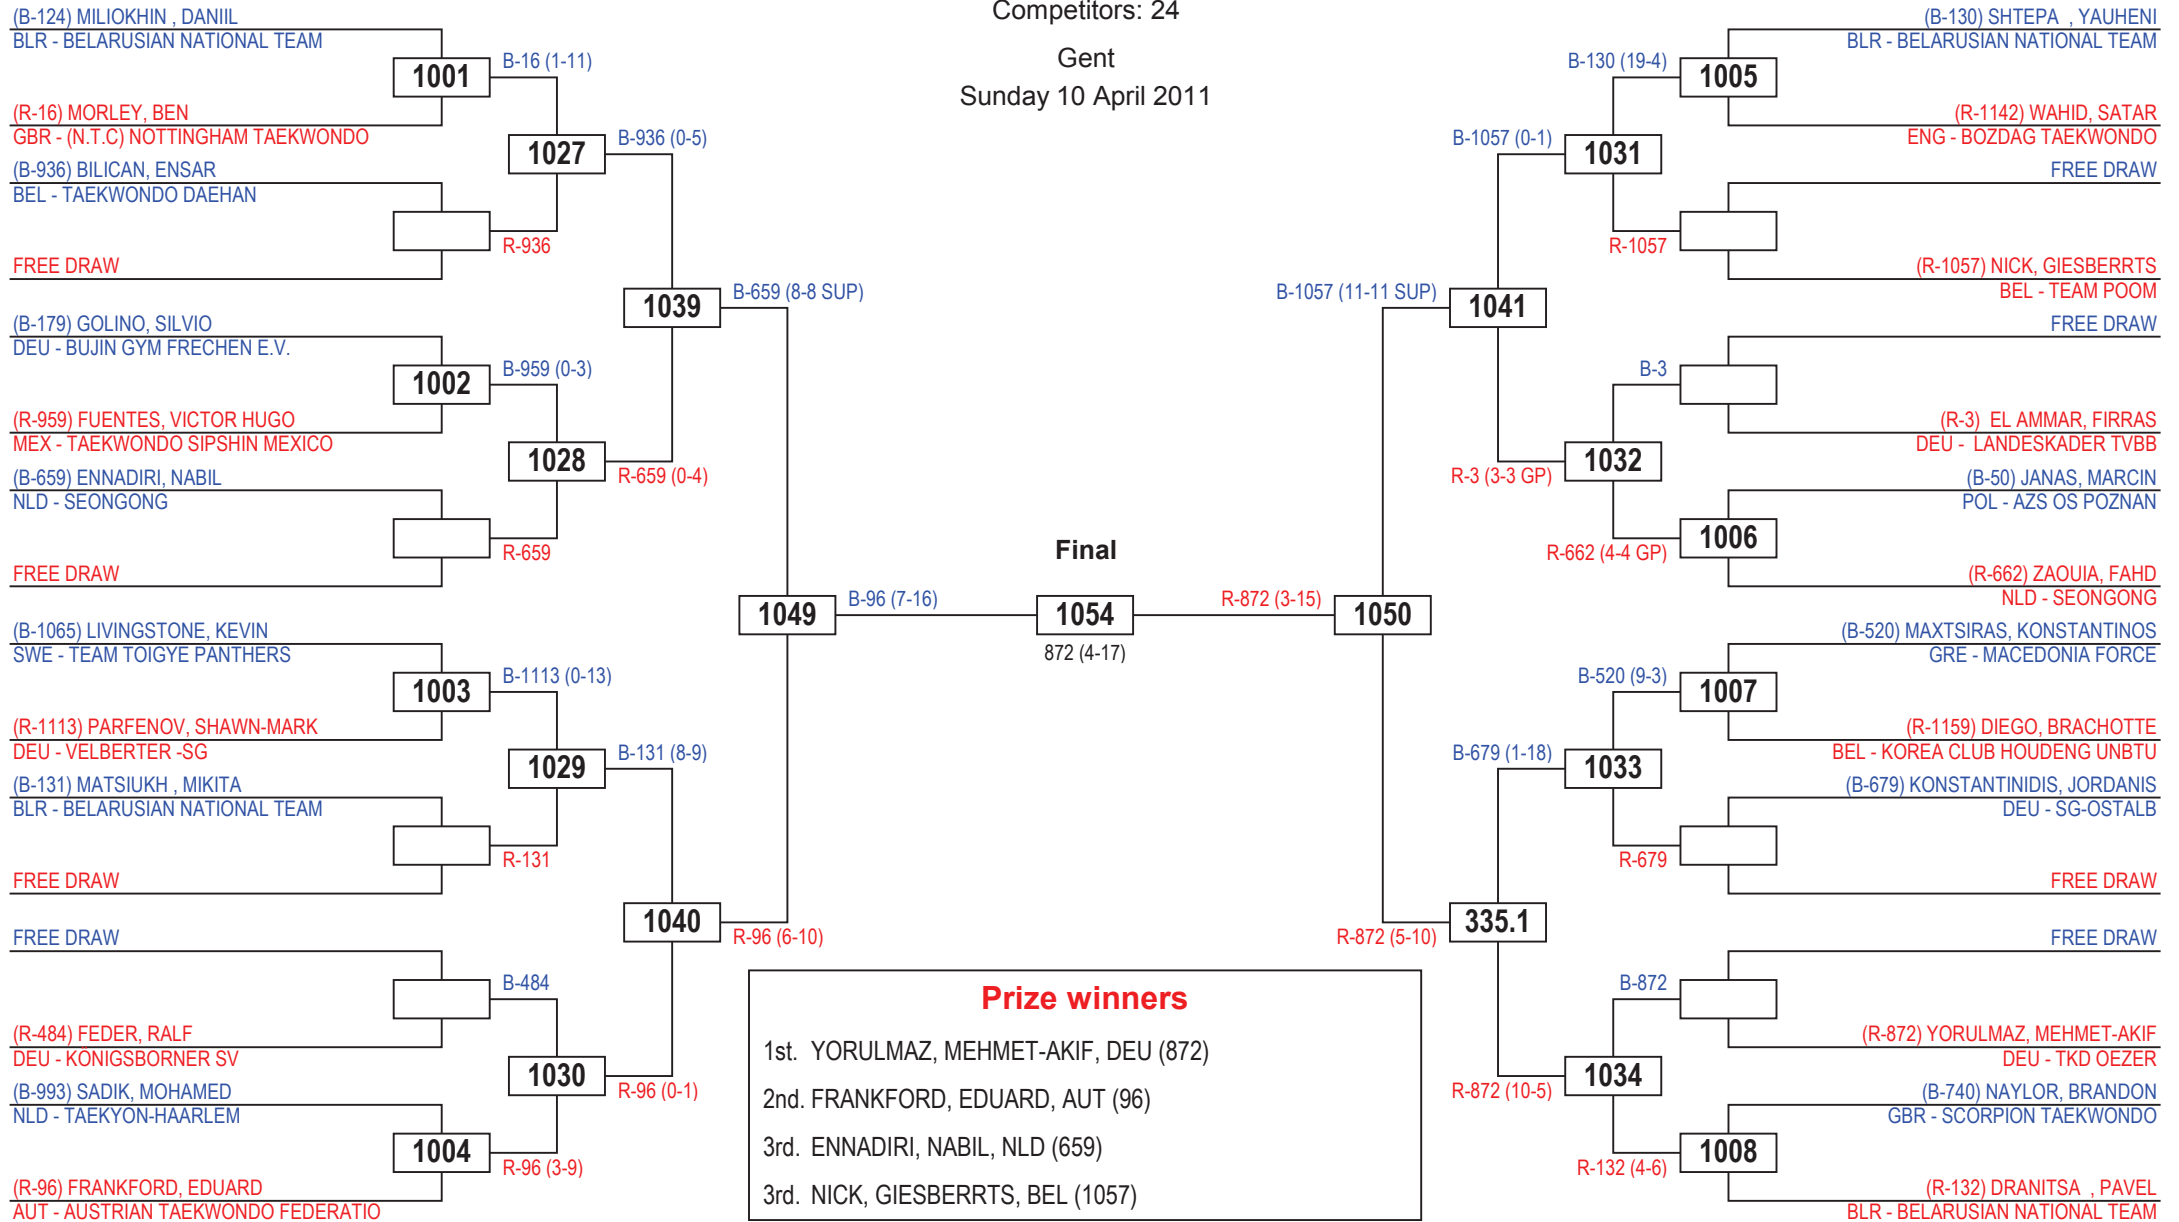 Competitors: 24
Gent
Sunday 10 April 2011
(B-124) MILIOKHIN , DANIIL
BLR - BELARUSIAN NATIONAL TEAM
1001
B-16 (1-11)
(R-16) MORLEY, BEN
GBR - (N.T.C) NOTTINGHAM TAEKWONDO
1027
B-936 (0-5)
(B-936) BILICAN, ENSAR
BEL - TAEKWONDO DAEHAN
R-936
FREE DRAW
1039
B-659 (8-8 SUP)
(B-179) GOLINO, SILVIO
DEU - BUJIN GYM FRECHEN E.V.
1002
B-959 (0-3)
(R-959) FUENTES, VICTOR HUGO
MEX - TAEKWONDO SIPSHIN MEXICO
1028
R-659 (0-4)
(B-659) ENNADIRI, NABIL
NLD - SEONGONG
R-659
FREE DRAW
1049
B-96 (7-16)
(B-1065) LIVINGSTONE, KEVIN
SWE - TEAM TOIGYE PANTHERS
1003
B-1113 (0-13)
(R-1113) PARFENOV, SHAWN-MARK
DEU - VELBERTER -SG
1029
B-131 (8-9)
(B-131) MATSIUKH , MIKITA
BLR - BELARUSIAN NATIONAL TEAM
R-131
FREE DRAW
1040
R-96 (6-10)
FREE DRAW
B-484
(R-484) FEDER, RALF
DEU - KÖNIGSBORNER SV
1030
R-96 (0-1)
(B-993) SADIK, MOHAMED
NLD - TAEKYON-HAARLEM
1004
R-96 (3-9)
(R-96) FRANKFORD, EDUARD
AUT - AUSTRIAN TAEKWONDO FEDERATIO
Final
1054
872 (4-17)
(B-130) SHTEPA , YAUHENI
BLR - BELARUSIAN NATIONAL TEAM
B-130 (19-4)
1005
(R-1142) WAHID, SATAR
ENG - BOZDAG TAEKWONDO
B-1057 (0-1)
1031
FREE DRAW
R-1057
(R-1057) NICK, GIESBERRTS
BEL - TEAM POOM
B-1057 (11-11 SUP)
1041
FREE DRAW
B-3
(R-3) EL AMMAR, FIRRAS
DEU - LANDESKADER TVBB
R-3 (3-3 GP)
1032
(B-50) JANAS, MARCIN
POL - AZS OS POZNAN
R-662 (4-4 GP)
1006
(R-662) ZAOUIA, FAHD
NLD - SEONGONG
R-872 (3-15)
1050
(B-520) MAXTSIRAS, KONSTANTINOS
GRE - MACEDONIA FORCE
B-520 (9-3)
1007
(R-1159) DIEGO, BRACHOTTE
BEL - KOREA CLUB HOUDENG UNBTU
B-679 (1-18)
1033
(B-679) KONSTANTINIDIS, JORDANIS
DEU - SG-OSTALB
R-679
FREE DRAW
R-872 (5-10)
335.1
FREE DRAW
B-872
(R-872) YORULMAZ, MEHMET-AKIF
DEU - TKD OEZER
R-872 (10-5)
1034
(B-740) NAYLOR, BRANDON
GBR - SCORPION TAEKWONDO
R-132 (4-6)
1008
(R-132) DRANITSA , PAVEL
BLR - BELARUSIAN NATIONAL TEAM
Prize winners
1st. YORULMAZ, MEHMET-AKIF, DEU (872)
2nd. FRANKFORD, EDUARD, AUT (96)
3rd. ENNADIRI, NABIL, NLD (659)
3rd. NICK, GIESBERRTS, BEL (1057)